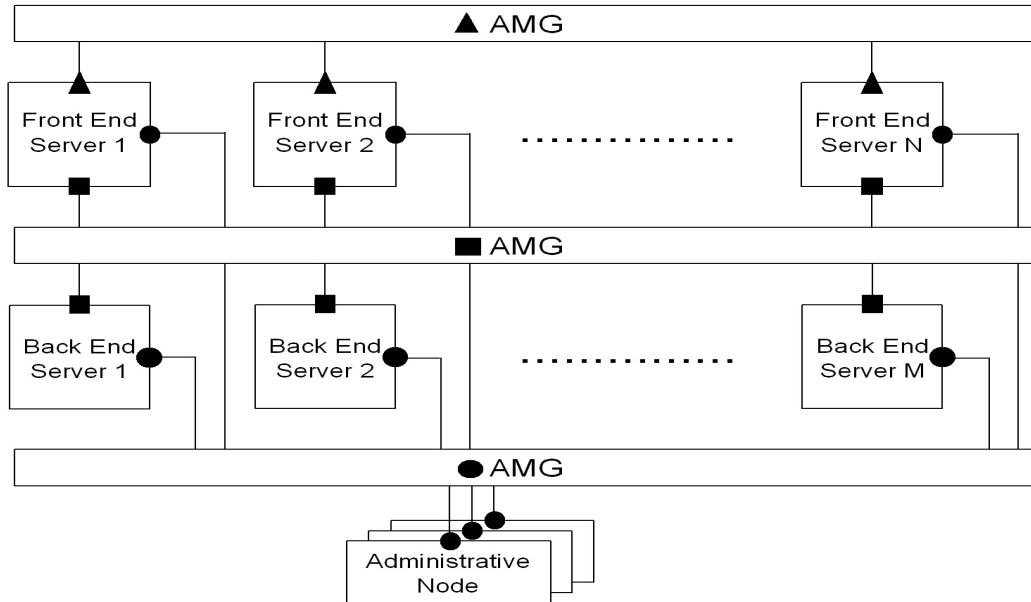 AMG
Front End
Server 1
Front End
Server 2
Front End
Server N
AMG
Back End
Server 1
Back End
Server 2
Back End
Server M
AMG
Administrative
Node